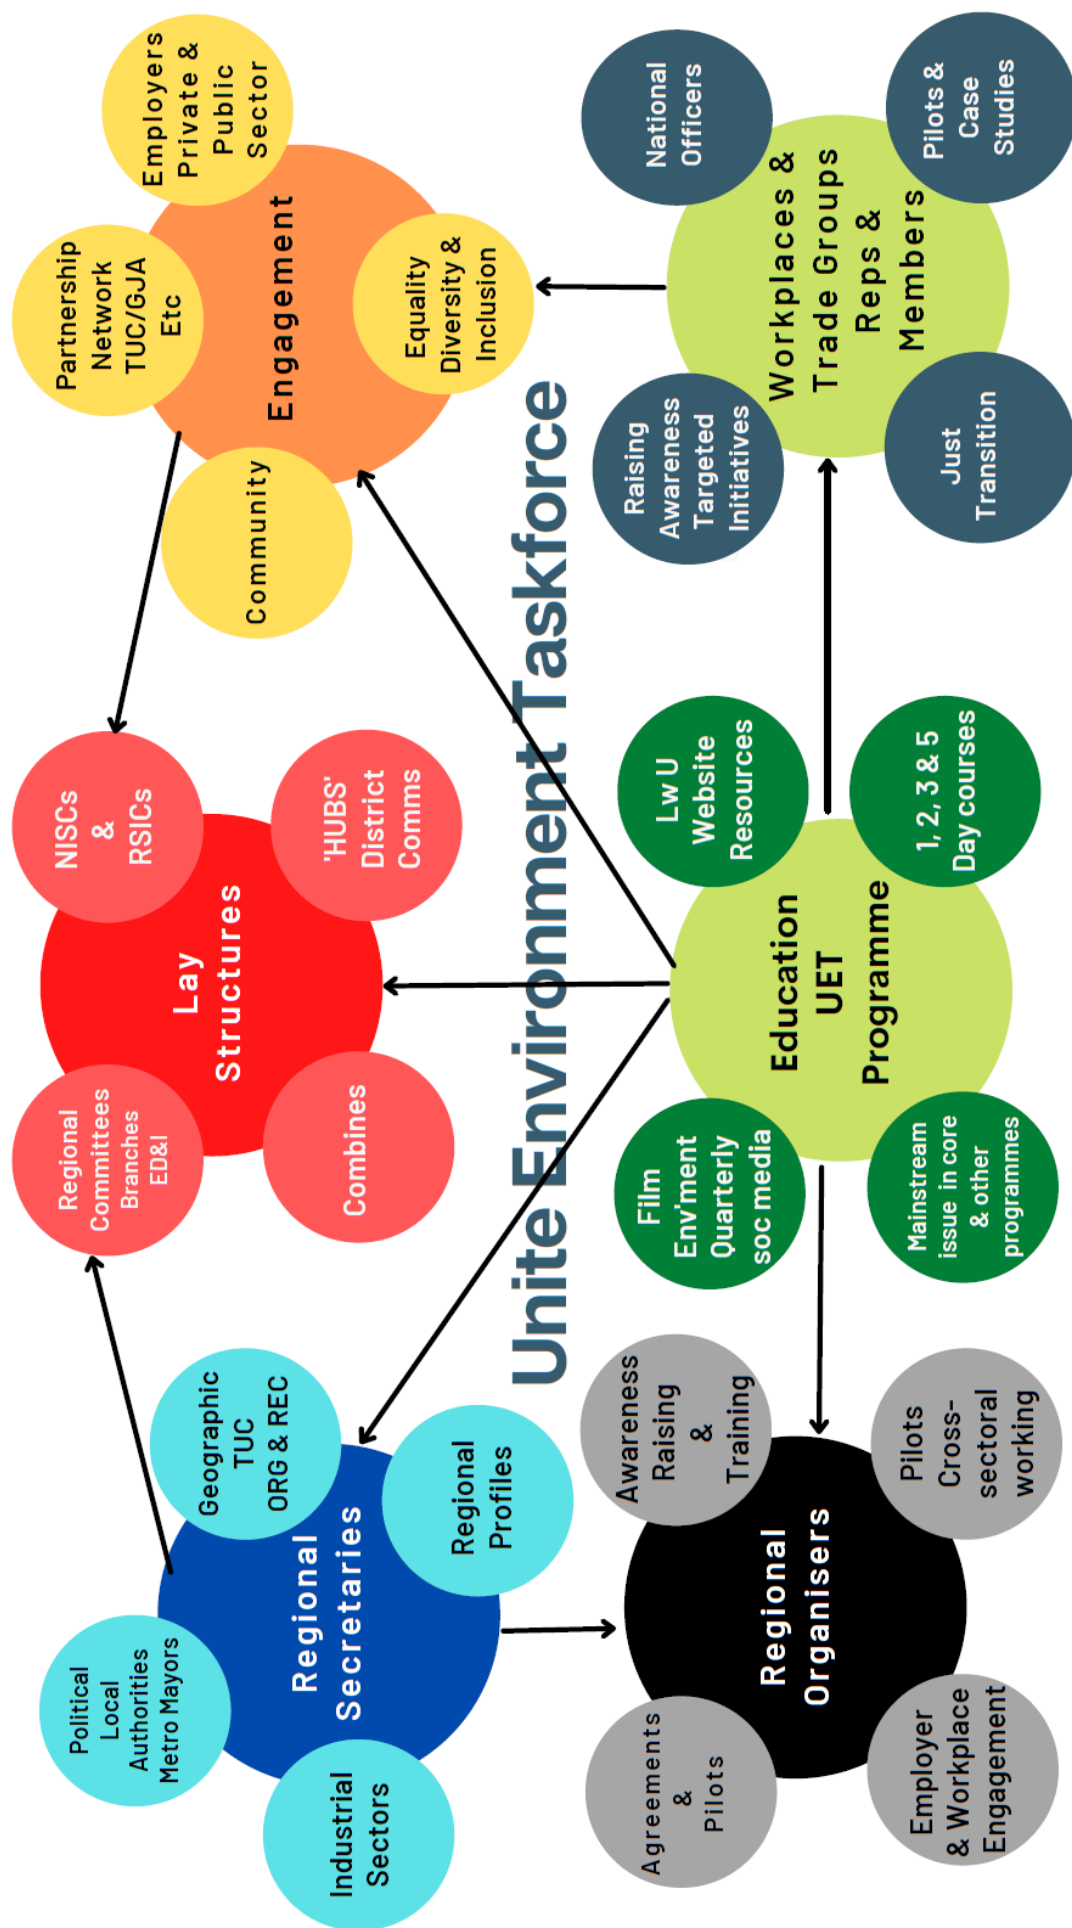 Political
Local
Authorities
Metro Mayors
Geographic
TUC
ORG & REC
Regional
Secretaries
Industrial
Sectors
Regional
Profiles
Regional
Committees
Branches
ED&I
NISCs
&
RSICs
Lay
Structures
Combines
'HUBS'
District
Comms
Partnership
Network
TUC/GJA
Etc
Employers
Private &
Public
Sector
Community
Engagement
Equality
Diversity &
Inclusion
Unite Environment Taskforce
Agreements
&
Pilots
Awareness
Raising
&
Training
Regional
Organisers
Employer
& Workplace
Engagement
Pilots
Cross-
sectoral
working
Film
Env'ment
Quarterly
soc media
Lw U
Website
Resources
Education
UET
Programme
Mainstream
issue in core
& other
programmes
1, 2, 3 & 5
Day courses
Raising
Awareness
Targeted
Initiatives
National
Officers
Workplaces &
Trade Groups
Reps &
Members
Just
Transition
Pilots &
Case
Studies